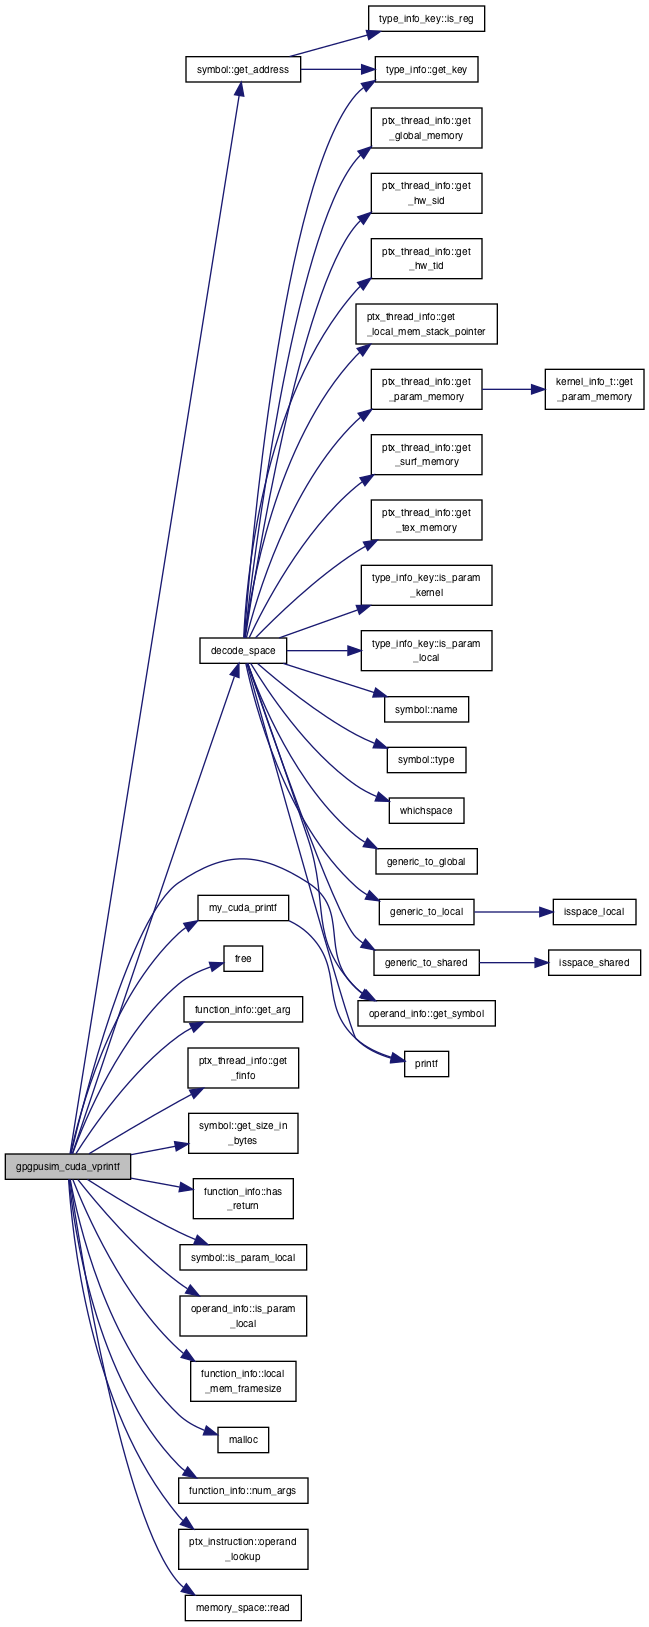 type_info_key::is_reg
symbol::get_address
type_info::get_key
ptx_thread_info::get
_global_memory
ptx_thread_info::get
_hw_sid
ptx_thread_info::get
_hw_tid
ptx_thread_info::get
_local_mem_stack_pointer
ptx_thread_info::get
_param_memory
kernel_info_t::get
_param_memory
ptx_thread_info::get
_surf_memory
ptx_thread_info::get
_tex_memory
type_info_key::is_param
_kernel
decode_space
type_info_key::is_param
_local
symbol::name
symbol::type
whichspace
generic_to_global
my_cuda_printf
generic_to_local
isspace_local
free
generic_to_shared
isspace_shared
function_info::get_arg
operand_info::get_symbol
ptx_thread_info::get
_finfo
printf
symbol::get_size_in
_bytes
gpgpusim_cuda_vprintf
function_info::has
_return
symbol::is_param_local
operand_info::is_param
_local
function_info::local
_mem_framesize
malloc
function_info::num_args
ptx_instruction::operand
_lookup
memory_space::read